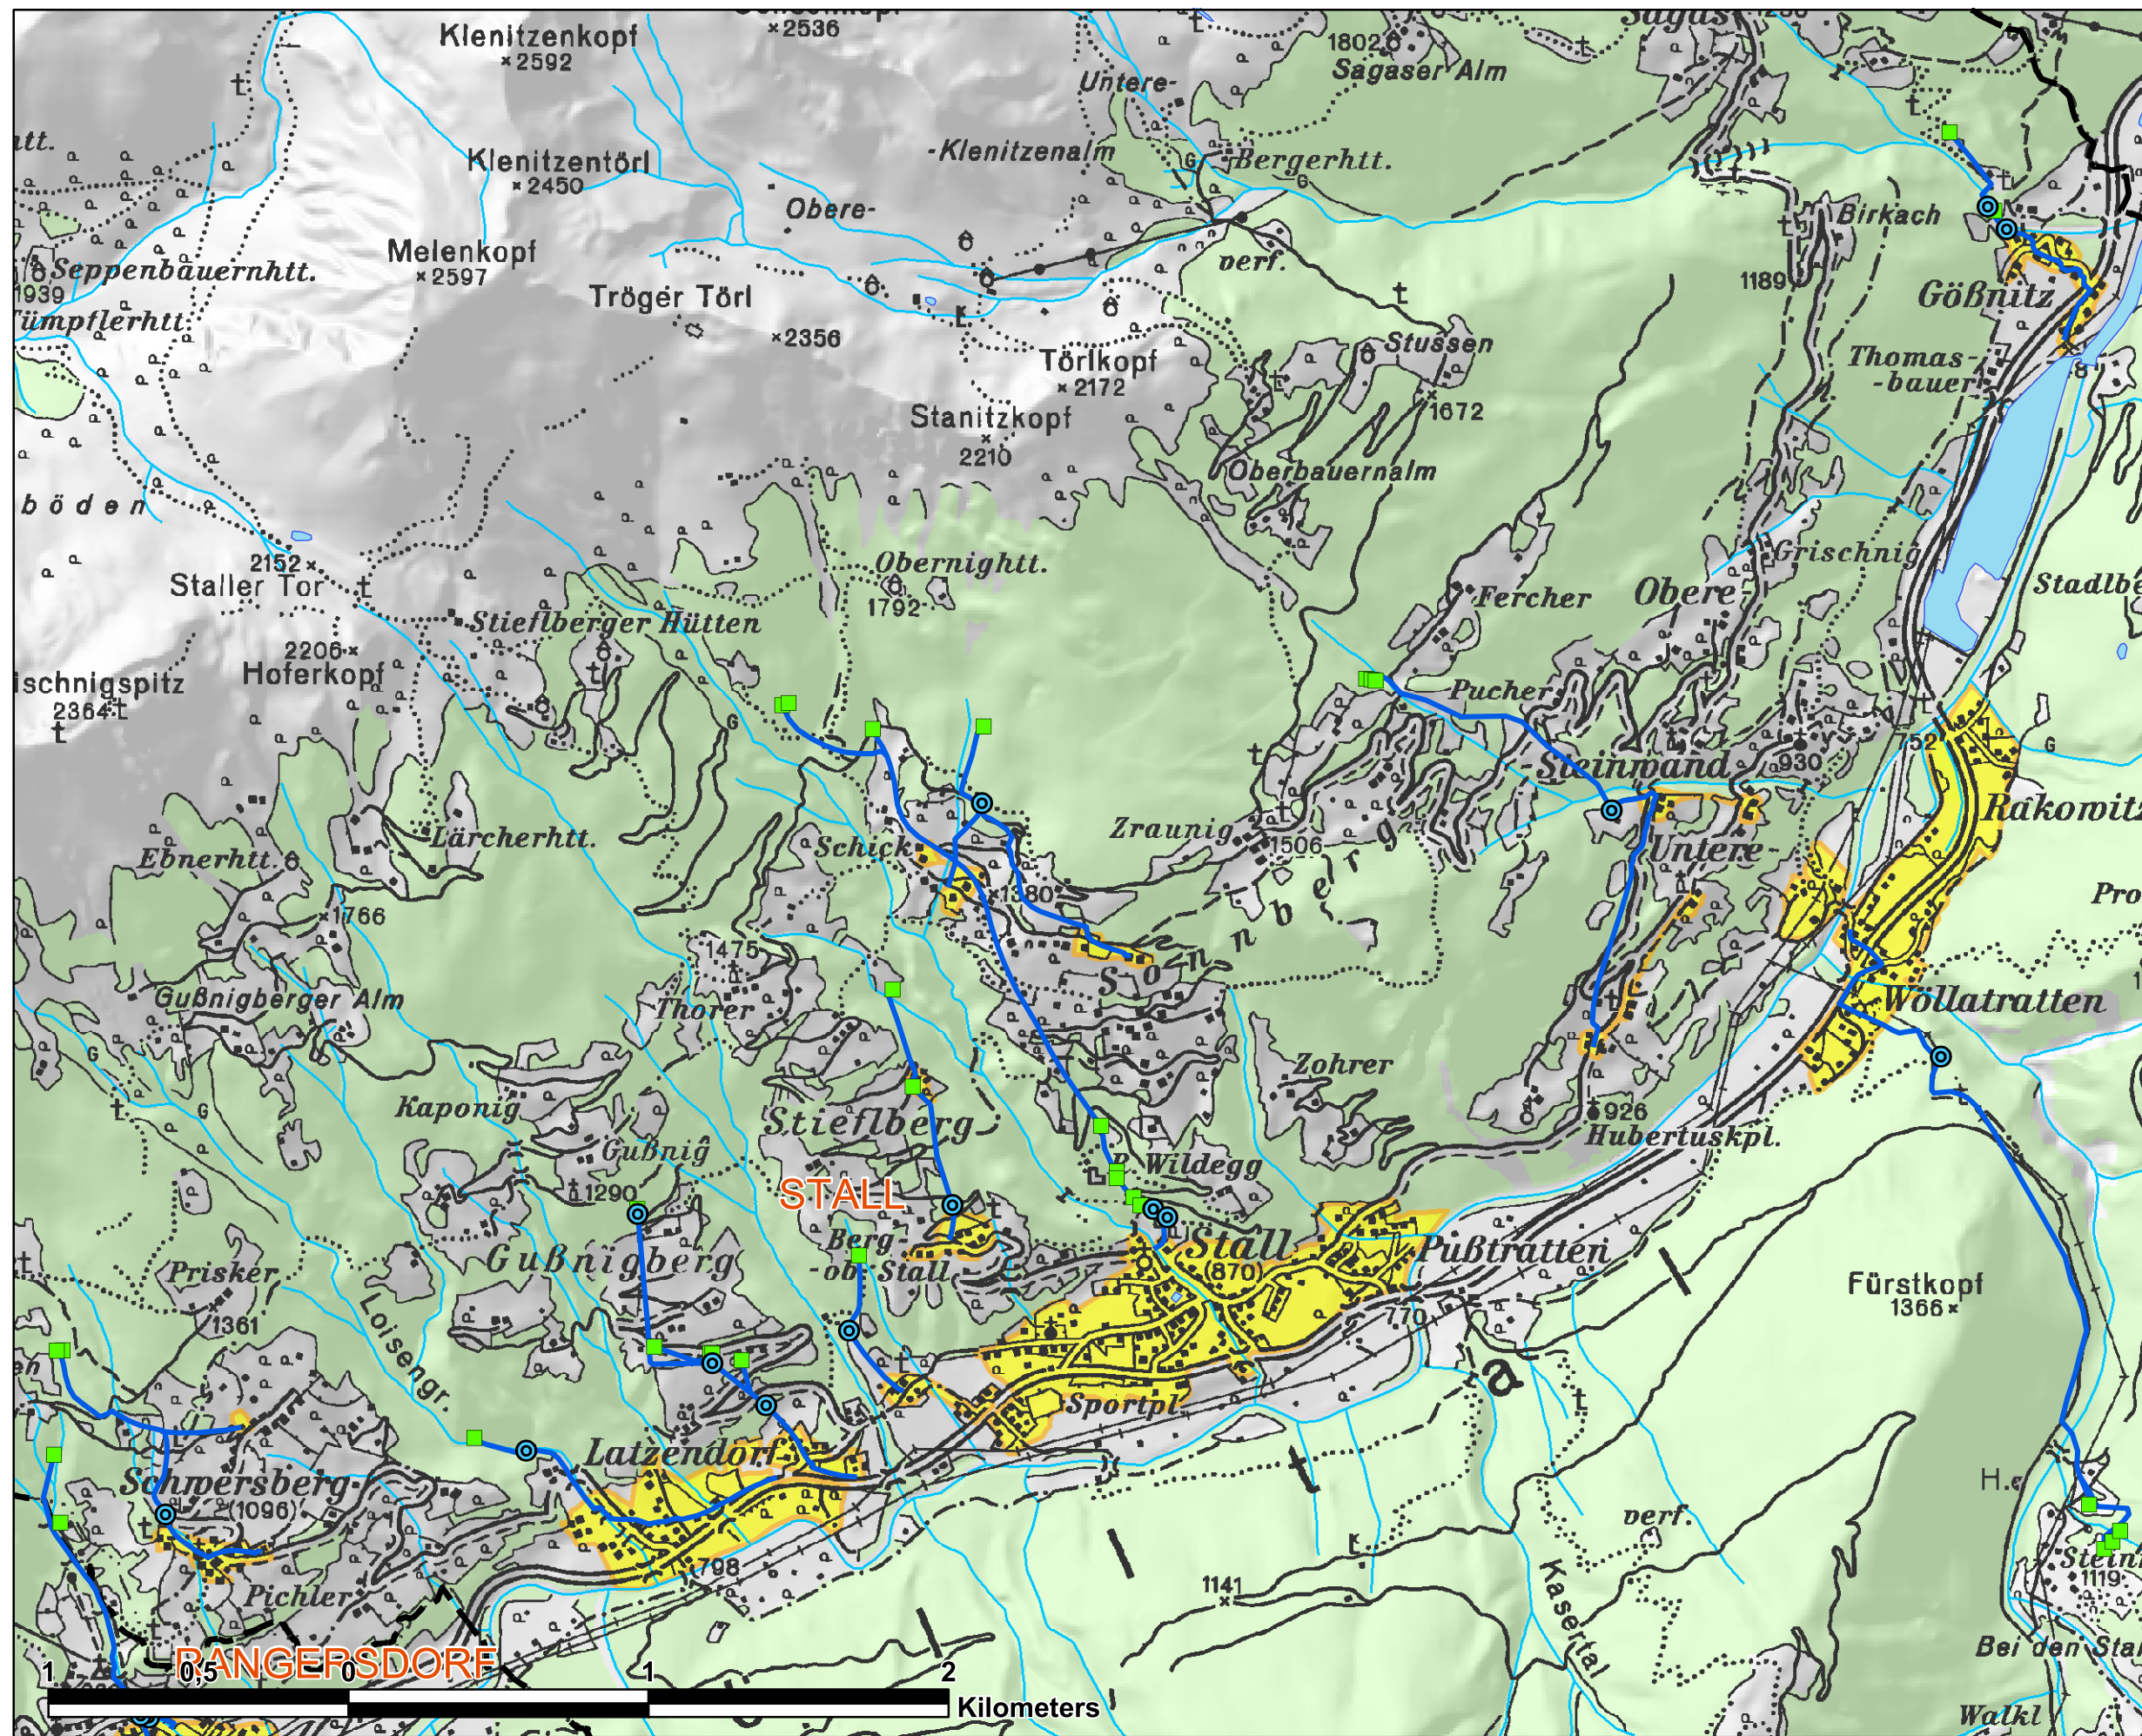 Klenitzenkopf
2592
2536
1802
Sagaser Alm
Untere-
-Klenitzenalm
Bergerhtt.
Klenitzentörl
2450
Obere-
Birkach
Melenkopf
2597
Seppenbauernhtt.
1939
Tröger Törl
2356
verf.
1189
Gößnitz
Törlkopf
2172
Stussen
1672
Thomas-
-bauer
Stanitzkopf
2210
Oberbauernalm
böden
2152
Staller Tor
Obernightt.
1792
Grischnig
Fercher
Obere-
Stieflberger Hütten
2206
Hoferkopf
ischnigspitz
2364
Pucher
Steinwand
930
752
Rakowitz
Zraunig
1506
Untere-
Lärcherhtt.
Ebnerhtt.
Schick
1380
1766
Sonnberg
1475
Thorer
Gußnigberger Alm
Wöllatratten
Zohrer
Kaponig
Stieflberg
926
Hubertuskpl.
Gußnig
1290
R. Wildegg
STALL
Stall
(870)
Pußtratten
Berg-
-ob Stall
Gußnigberg
Prisker
1361
Fürstkopf
1366
770
Loisengr.
Sportpl.
a
Latzendorf
Schwersberg
(1096)
H.
verf.
798
Pichler
1141
Kasertal
1119
RANGERSDORF
Walkl
1 0,5 0 1 2
Kilometers